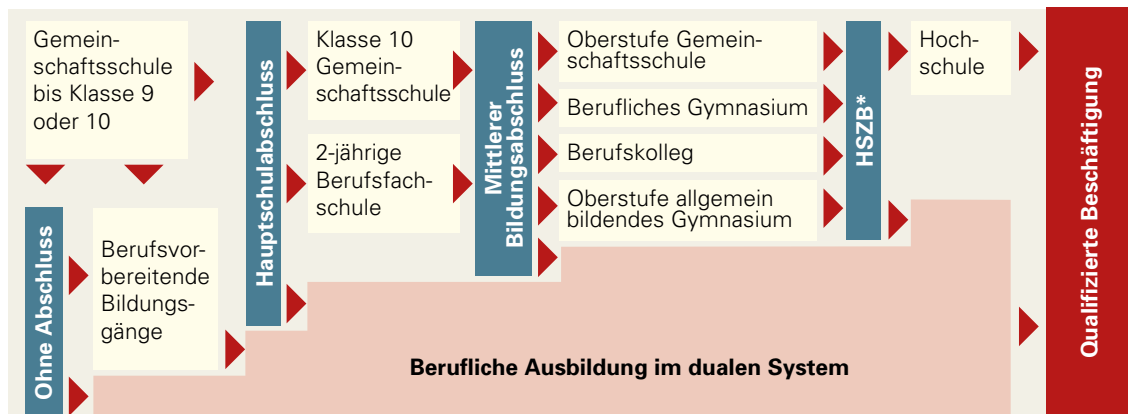 Gemein-
schaftsschule
bis Klasse 9
oder 10
Ohne Abschluss
Berufsvor-
bereitende
Bildungs-
gänge
Hauptschulabschluss
Klasse 10
Gemein-
schaftsschule
2-jährige
Berufsfach-
schule
Mittlerer
Bildungsabschluss
Oberstufe Gemein-
schaftsschule
Berufliches Gymnasium
Berufskolleg
Oberstufe allgemein
bildendes Gymnasium
HSZB*
Hoch-
schule
Qualifizierte Beschäftigung
Berufliche Ausbildung im dualen System